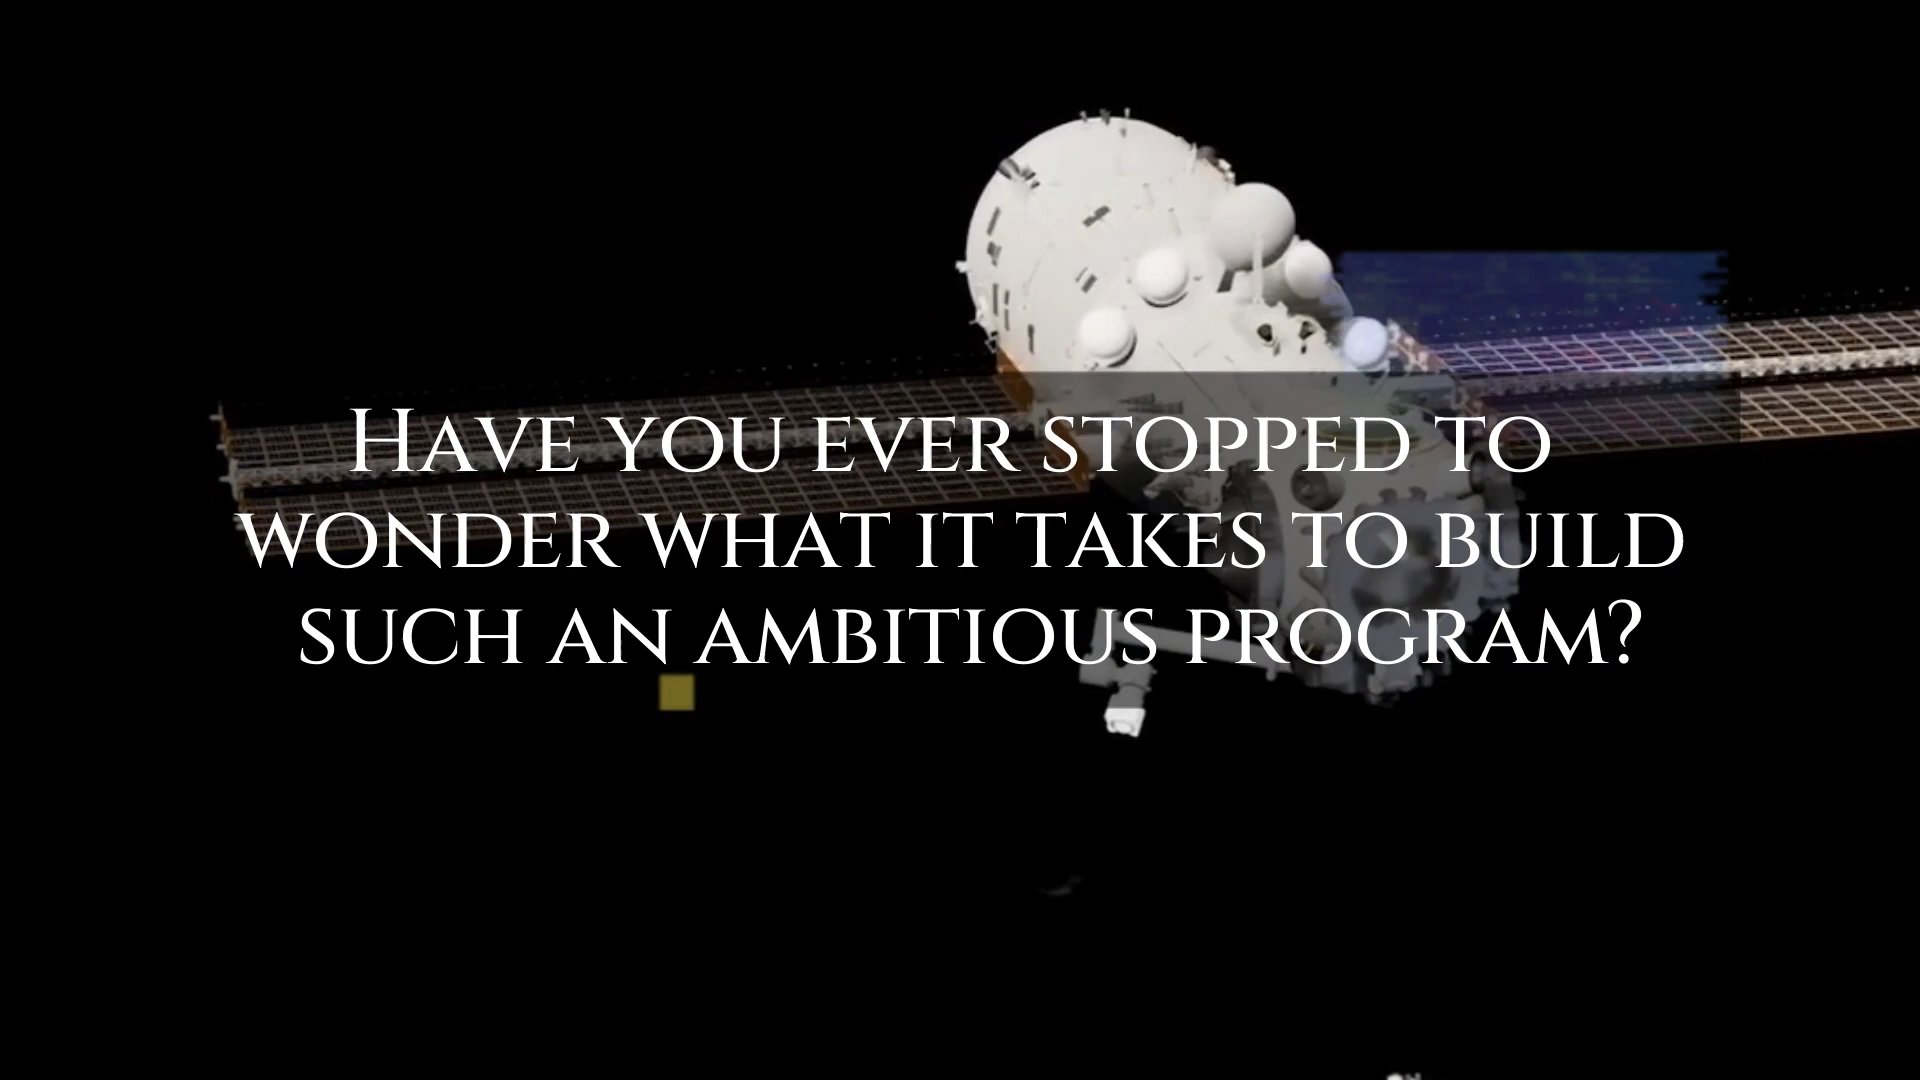 Have you ever stopped to
wonder what it takes to build
such an ambitious program?